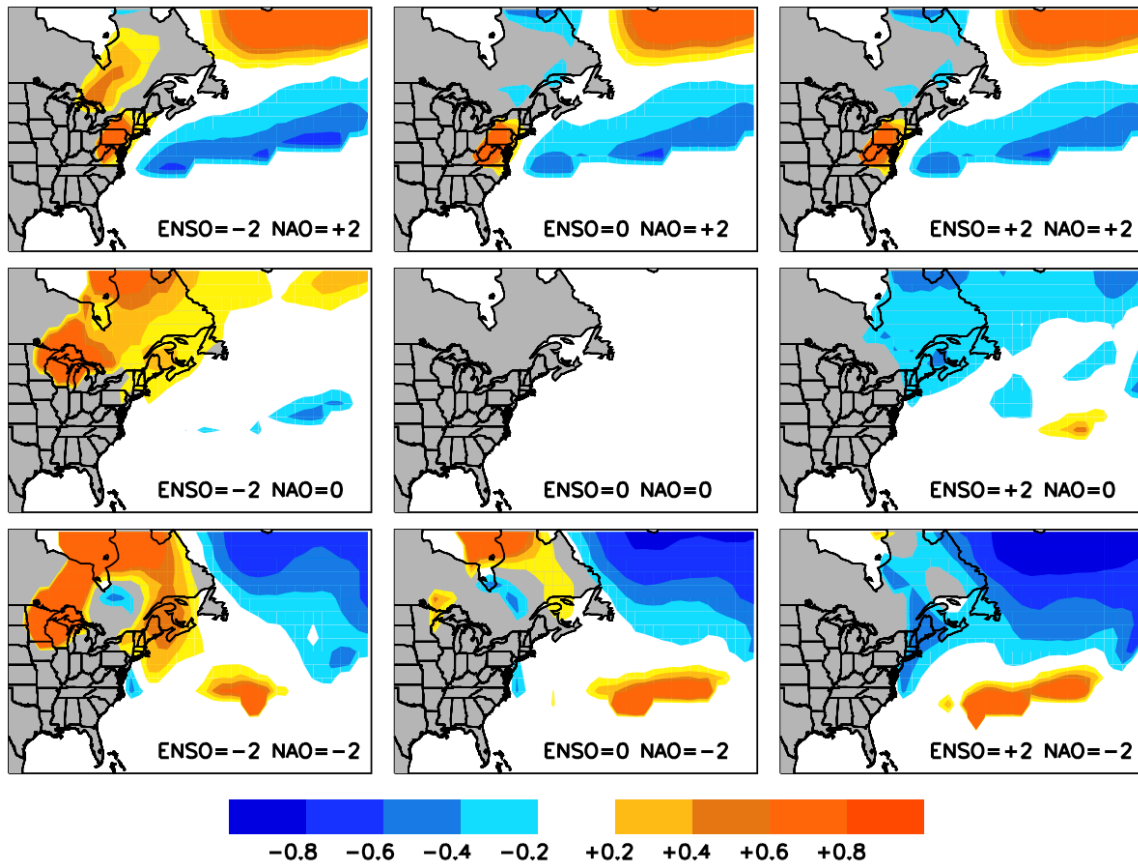 ENSO=−2 NAO=+2
ENSO=0 NAO=+2
ENSO=+2 NAO=+2
ENSO=−2 NAO=0
ENSO=0 NAO=0
ENSO=+2 NAO=0
ENSO=−2 NAO=−2
ENSO=0 NAO=−2
ENSO=+2 NAO=−2
−0.8 −0.6 −0.4 −0.2 +0.2 +0.4 +0.6 +0.8